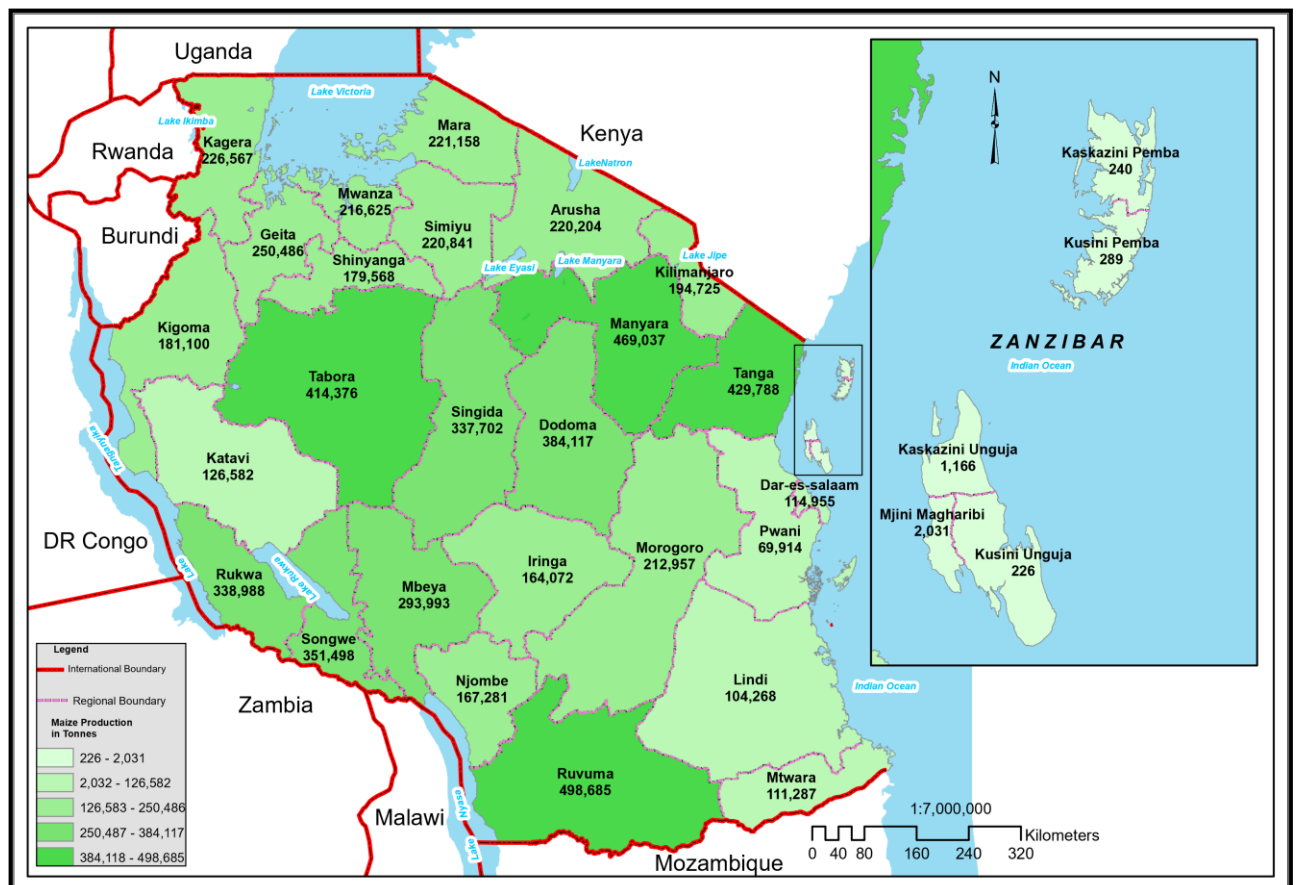 Uganda
Lake Victoria
Lake Ikimba
Kagera
226,567
Rwanda
Mara
221,158
Kenya
LakeNatron
Burundi
Mwanza
216,625
Geita
250,486
Simiyu
220,841
Arusha
220,204
Shinyanga
179,568
Lake Eyasi
Lake Manyara
Lake Jipe
Kilimanjaro
194,725
Kigoma
181,100
Manyara
469,037
Tabora
414,376
Tanga
429,788
Singida
337,702
Dodoma
384,117
Katavi
126,582
Lake Tanganyika
DR Congo
Dar-es-salaam
114,955
Pwani
69,914
Morogoro
212,957
Iringa
164,072
Rukwa
338,988
Lake Rukwa
Mbeya
293,993
Songwe
351,498
Njombe
167,281
Lindi
104,268
Indian Ocean
Zambia
Ruvuma
498,685
Mtwara
111,287
Malawi
Lake Nyasa
Mozambique
N
Kaskazini Pemba
240
Kusini Pemba
289
ZANZIBAR
Indian Ocean
Kaskazini Unguja
1,166
Mjini Magharibi
2,031
Kusini Unguja
226
Legend
International Boundary
Regional Boundary
Maize Production
in Tonnes
226 - 2,031
2,032 - 126,582
126,583 - 250,486
250,487 - 384,117
384,118 - 498,685
1:7,000,000
Kilometers
0 40 80 160 240 320